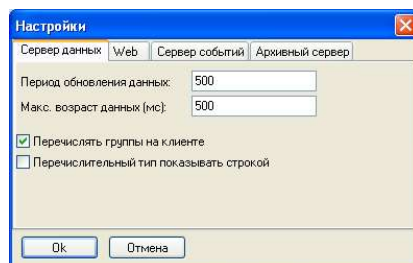 Настройки
Сервер данных Web Сервер событий Архивный сервер
Период обновления данных: 500
Макс. возраст данных (мс): 500
Перечислять группы на клиенте
Перечислительный тип показывать строкой
Ok Отмена